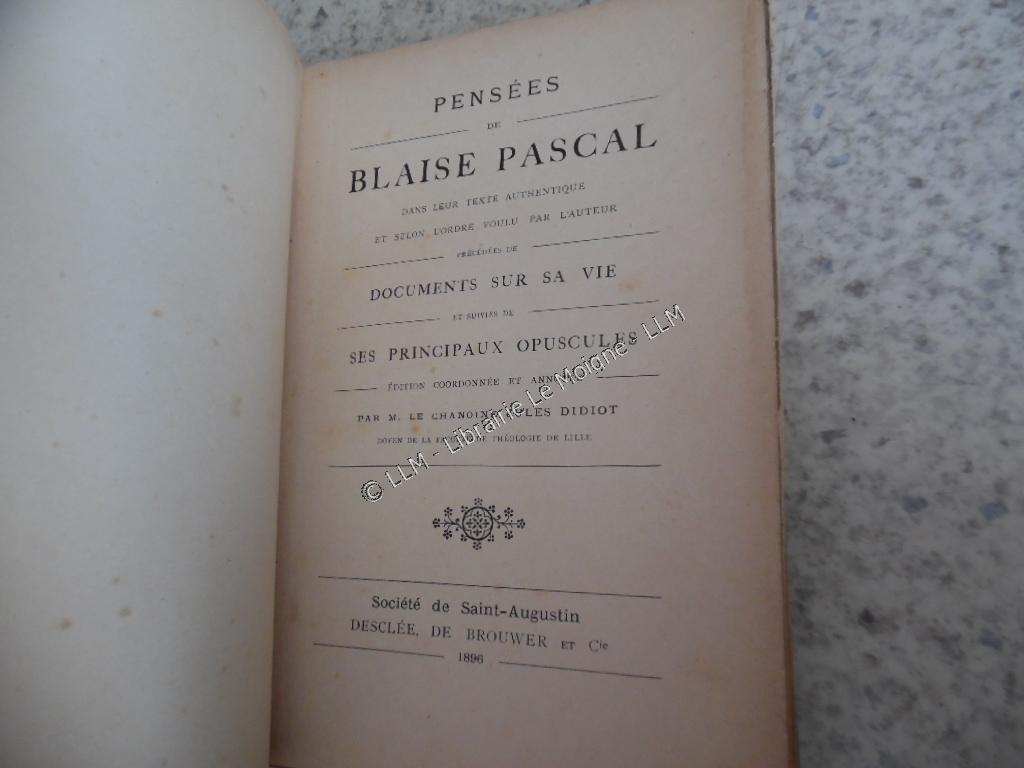 PENSÉES
DE
BLAISE PASCAL
DANS LEUR TEXTE AUTHENTIQUE
ET SELON L'ORDRE VOULU PAR L'AUTEUR
PRÉCÉDÉES DE
DOCUMENTS SUR SA VIE
ET SUIVIES DE
SES PRINCIPAUX OPUSCULES
ÉDITION COORDONNÉE ET
PAR M. LE CHANOINE JULES DIDIOT
DOYEN DE LA DE THÉOLOGIE DE LILLE
Société de Saint-Augustin
DESCLÉE, DE BROUWER ET Cie
1896
© LLM - Librairie Le Moigne - LLM